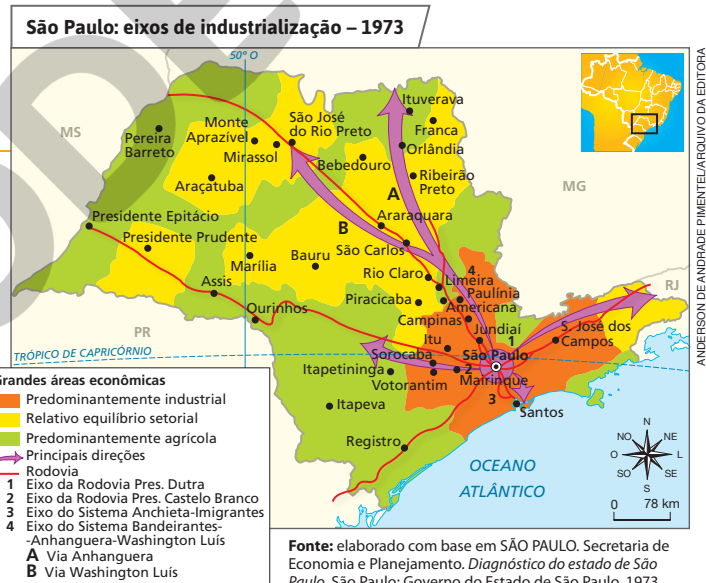 São Paulo: eixos de industrialização – 1973
50º O
MS
MG
RJ
PR
Ituverava
Franca
Orlândia
Monte
Aprazível
São José
do Rio Preto
Pereira
Barreto
Mirassol
Bebedouro
Ribeirão
Preto
Araçatuba
A
B
Araraquara
Presidente Epitácio
Presidente Prudente
São Carlos
Bauru
Marília
Rio Claro
4
Limeira
Paulínia
Assis
Piracicaba
Americana
Ourinhos
Campinas
Jundiaí
1
S. José dos
Campos
Itu
TRÓPICO DE CAPRICÓRNIO
Sorocaba
São Paulo
Itapetininga
2
Mairinque
Votorantim
3
Santos
Itapeva
Registro
OCEANO
ATLÂNTICO
N
NO
NE
O
L
SO
SE
S
0 78 km
Grandes áreas econômicas
Predominantemente industrial
Relativo equilíbrio setorial
Predominantemente agrícola
Principais direções
Rodovia
1 Eixo da Rodovia Pres. Dutra
2 Eixo da Rodovia Pres. Castelo Branco
3 Eixo do Sistema Anchieta-Imigrantes
4 Eixo do Sistema Bandeirantes-
-Anhanguera-Washington Luís
A Via Anhanguera
B Via Washington Luís
Fonte: elaborado com base em SÃO PAULO. Secretaria de
Economia e Planejamento. Diagnóstico do estado de São
Paulo. São Paulo: Governo do Estado de São Paulo, 1973.
ANDERSON DE ANDRADE PIMENTEL/ARQUIVO DA EDITORA